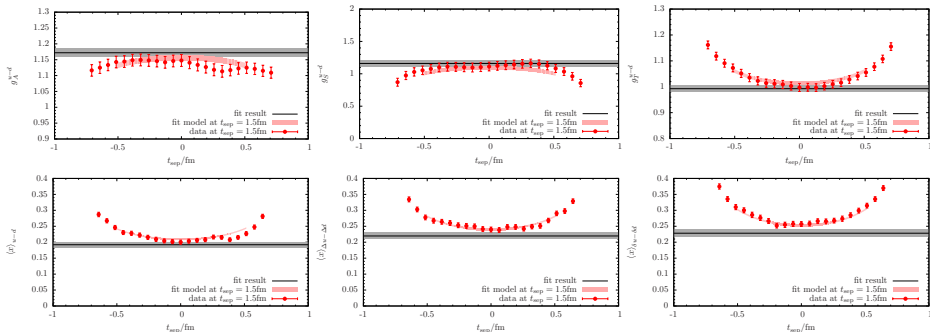 1.3
1.25
1.2
1.15
1.1
1.05
1
0.95
0.9
-1 -0.5 0 0.5 1
g_A^{u-d}
t_sep/fm
fit result
fit model at t_sep = 1.5fm
data at t_sep = 1.5fm
2
1.5
1
0.5
0
-1 -0.5 0 0.5 1
g_S^{u-d}
t_sep/fm
fit result
fit model at t_sep = 1.5fm
data at t_sep = 1.5fm
1.3
1.2
1.1
1
0.9
0.8
-1 -0.5 0 0.5 1
g_T^{u-d}
t_sep/fm
fit result
fit model at t_sep = 1.5fm
data at t_sep = 1.5fm
0.4
0.35
0.3
0.25
0.2
0.15
0.1
0.05
0
-1 -0.5 0 0.5 1
⟨x⟩_{u-d}
t_sep/fm
fit result
fit model at t_sep = 1.5fm
data at t_sep = 1.5fm
0.4
0.35
0.3
0.25
0.2
0.15
0.1
0.05
0
-1 -0.5 0 0.5 1
⟨x⟩_{Δu-Δd}
t_sep/fm
fit result
fit model at t_sep = 1.5fm
data at t_sep = 1.5fm
0.4
0.35
0.3
0.25
0.2
0.15
0.1
0.05
0
-1 -0.5 0 0.5 1
⟨x⟩_{δu-δd}
t_sep/fm
fit result
fit model at t_sep = 1.5fm
data at t_sep = 1.5fm